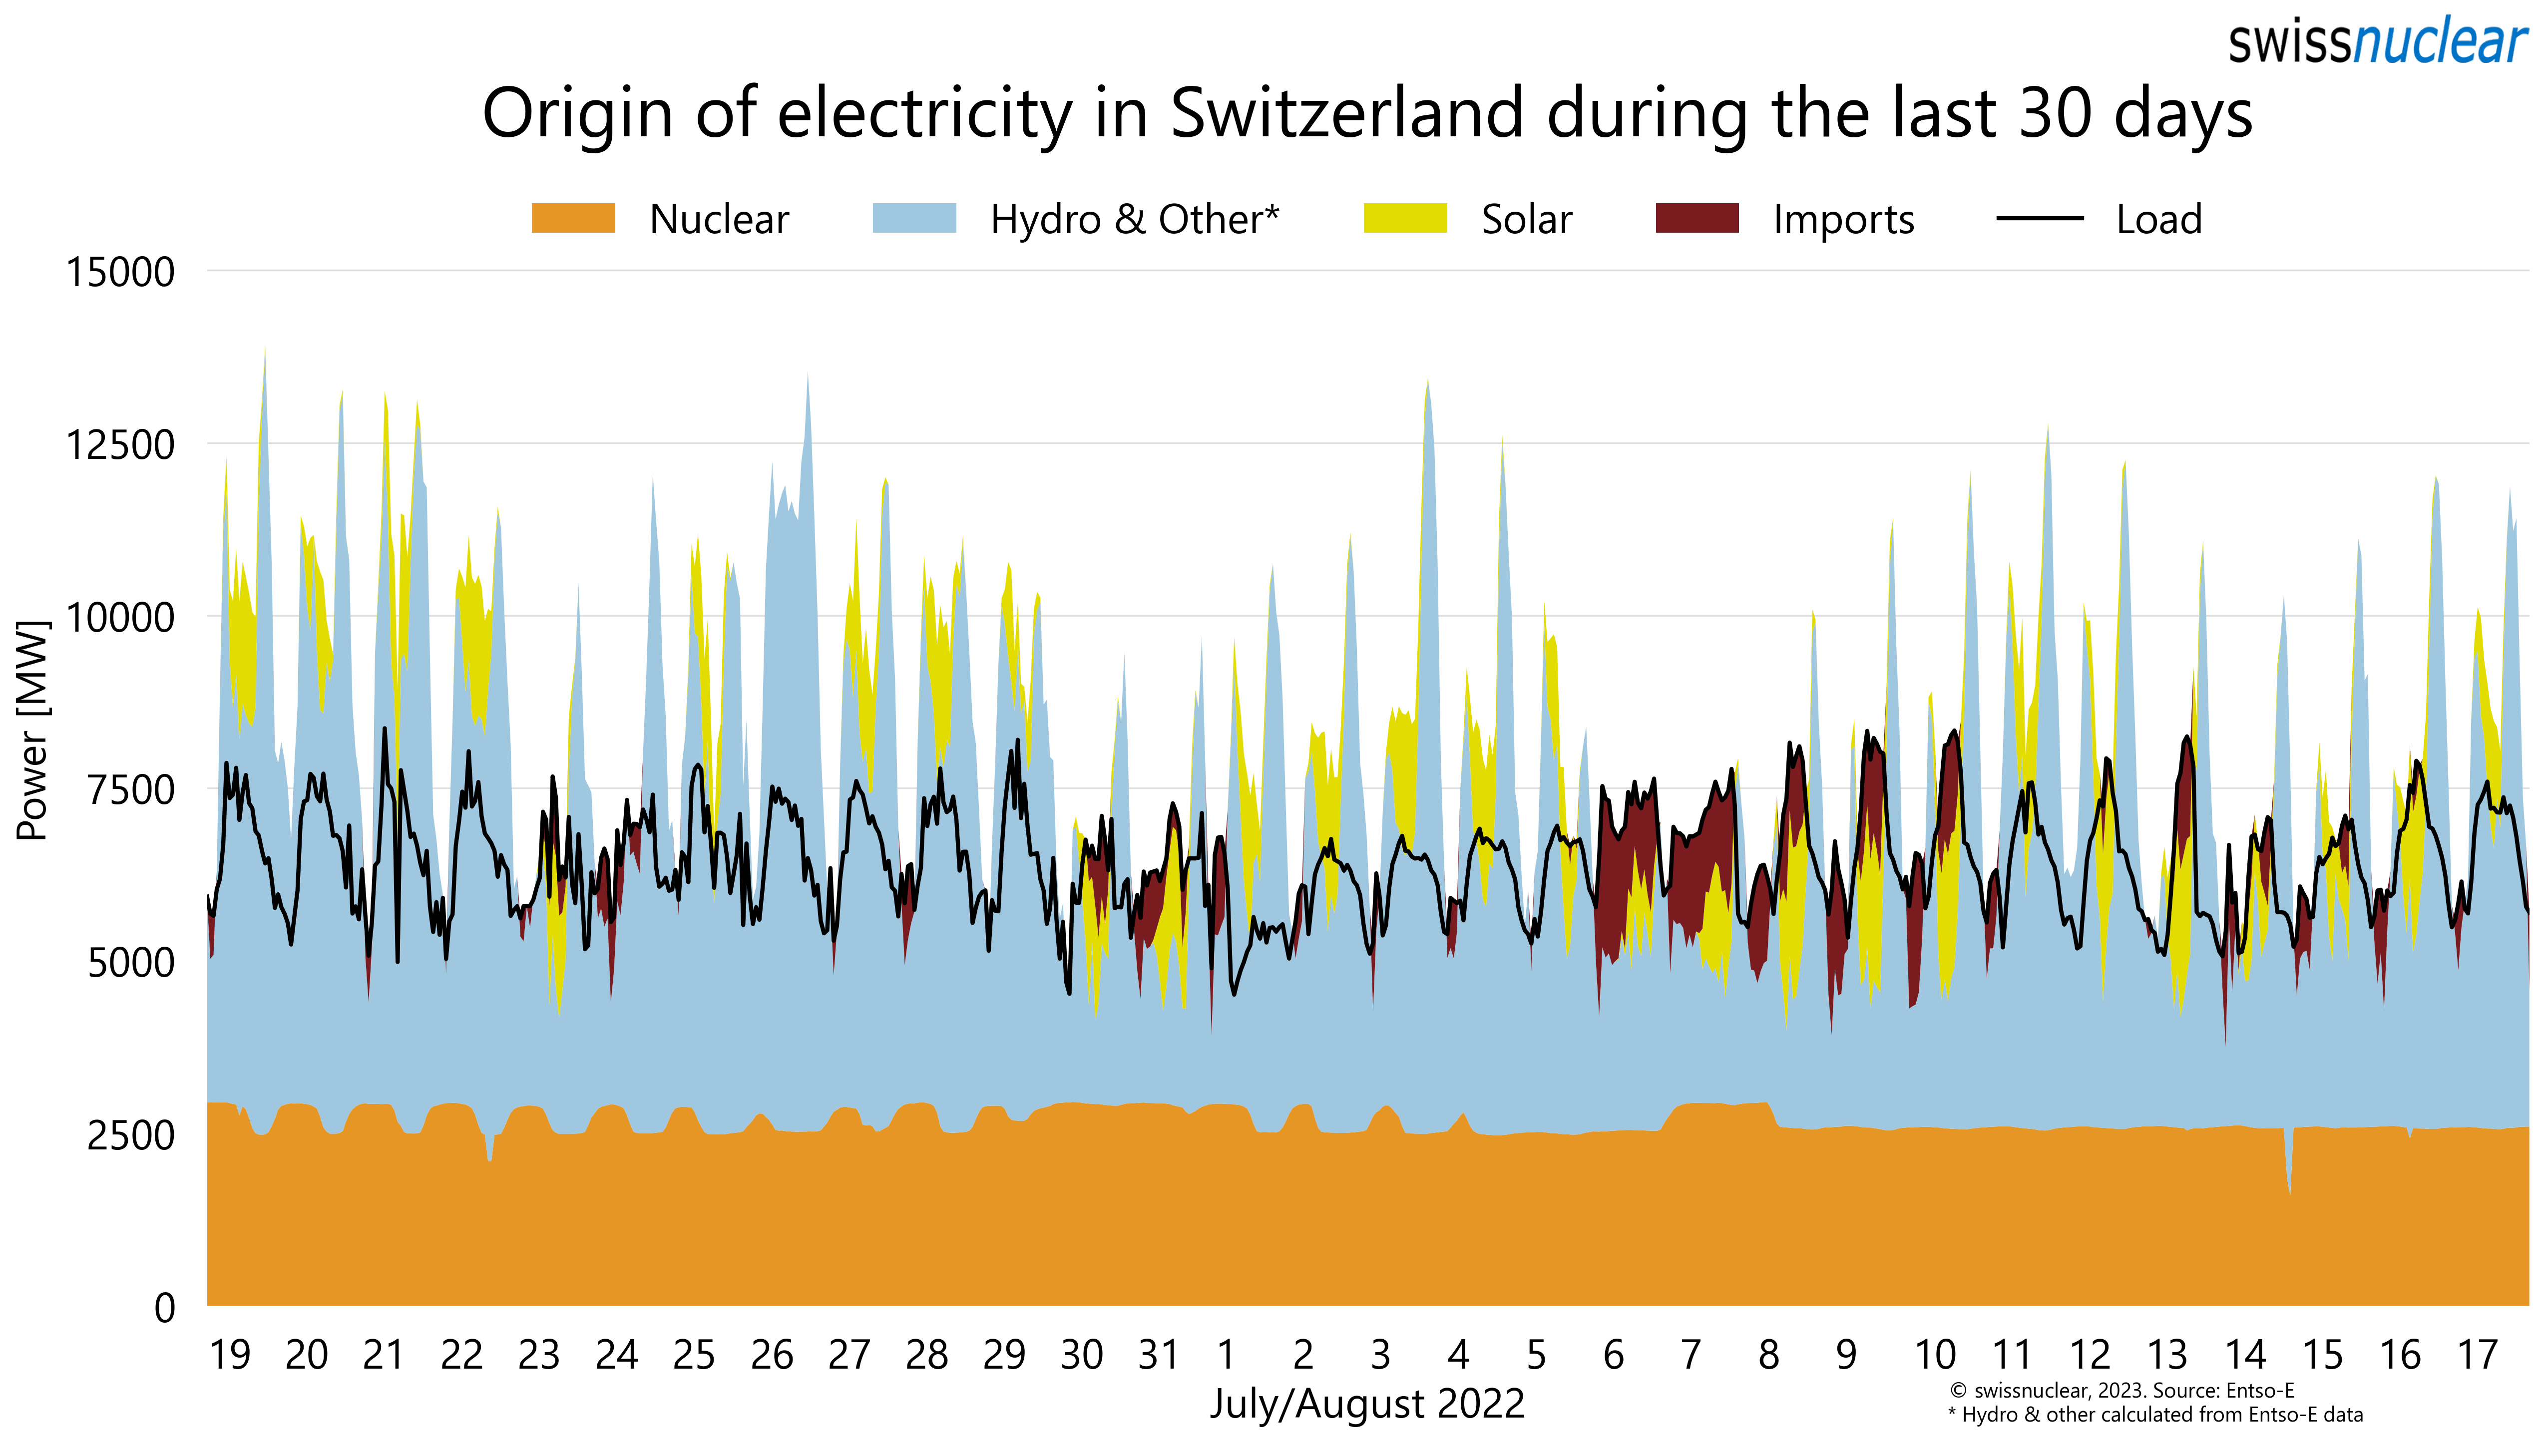 swissnuclear
Origin of electricity in Switzerland during the last 30 days
Nuclear Hydro & Other* Solar Imports Load
15000
12500
10000
7500
5000
2500
0
Power [MW]
19 20 21 22 23 24 25 26 27 28 29 30 31 1 2 3 4 5 6 7 8 9 10 11 12 13 14 15 16 17
July/August 2022
© swissnuclear, 2023. Source: Entso-E
* Hydro & other calculated from Entso-E data